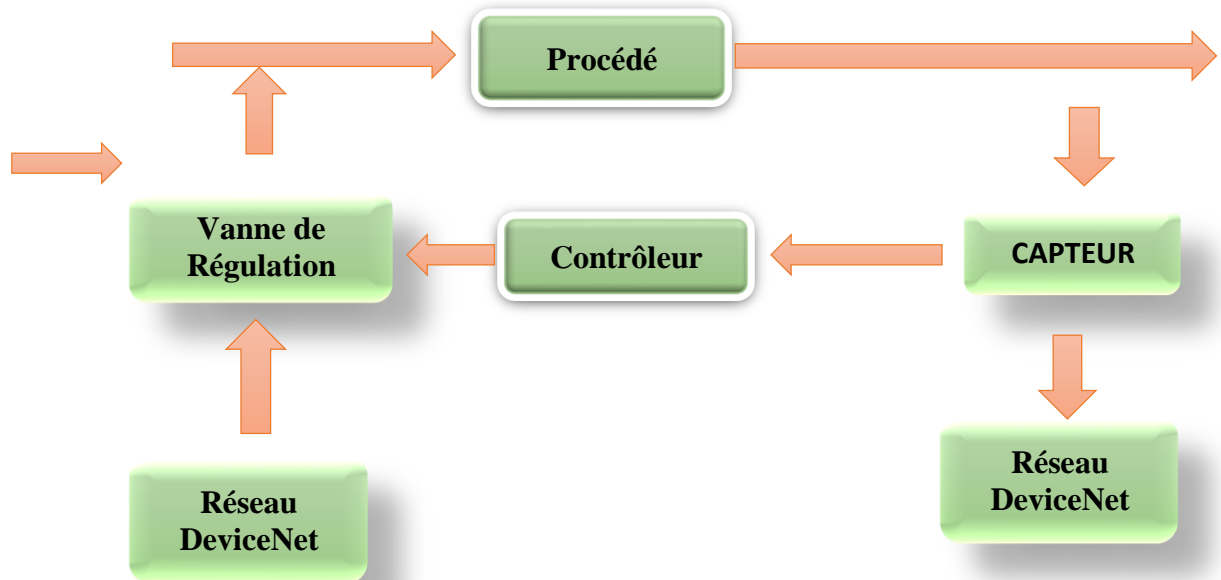 Procédé
Vanne de
Régulation
Contrôleur
CAPTEUR
Réseau
DeviceNet
Réseau
DeviceNet